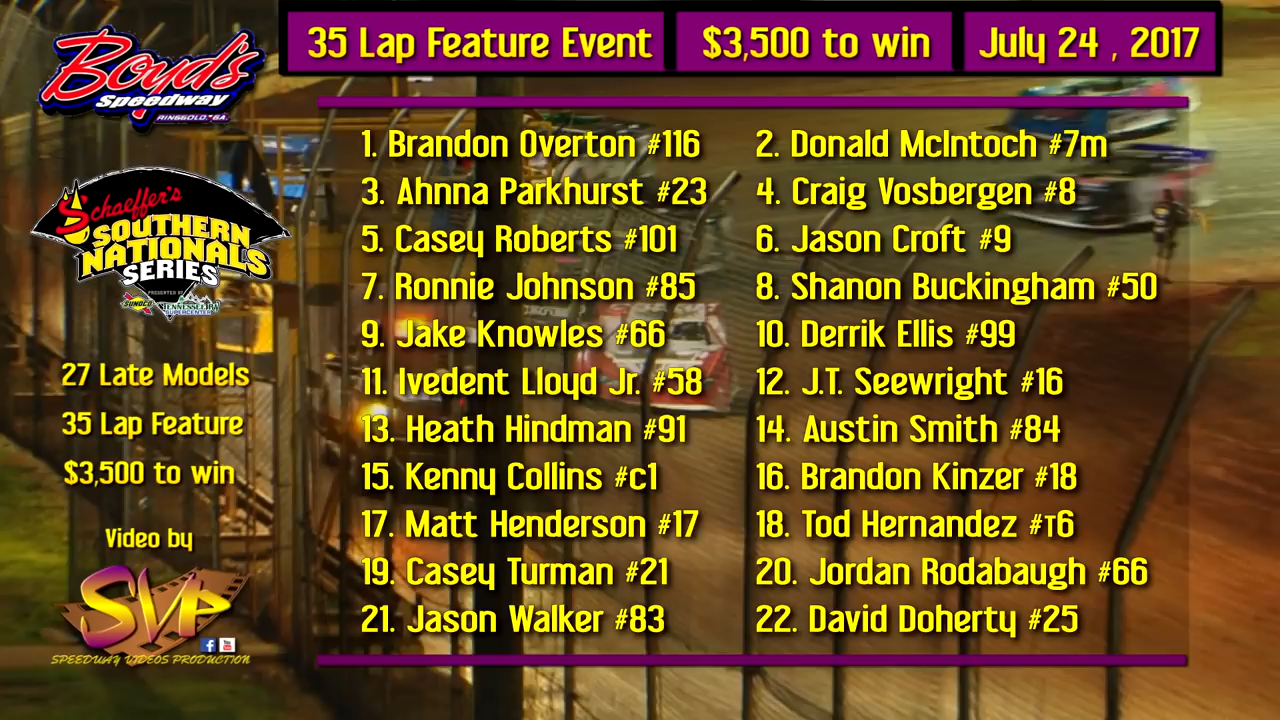 Boyd's
Speedway
RINGGOLD, GA.
35 Lap Feature Event
$3,500 to win
July 24 , 2017
Schaeffer's
SOUTHERN
NATIONALS
SERIES
PRESENTED BY
SUNOCO
27 Late Models
35 Lap Feature
$3,500 to win
Video by
SVP
SPEEDWAY VIDEOS PRODUCTION
1. Brandon Overton #116
2. Donald McIntoch #7m
3. Ahnna Parkhurst #23
4. Craig Vosbergen #8
5. Casey Roberts #101
6. Jason Croft #9
7. Ronnie Johnson #85
8. Shanon Buckingham #50
9. Jake Knowles #66
10. Derrik Ellis #99
11. Ivedent Lloyd Jr. #58
12. J.T. Seewright #16
13. Heath Hindman #91
14. Austin Smith #84
15. Kenny Collins #c1
16. Brandon Kinzer #18
17. Matt Henderson #17
18. Tod Hernandez #T6
19. Casey Turman #21
20. Jordan Rodabaugh #66
21. Jason Walker #83
22. David Doherty #25